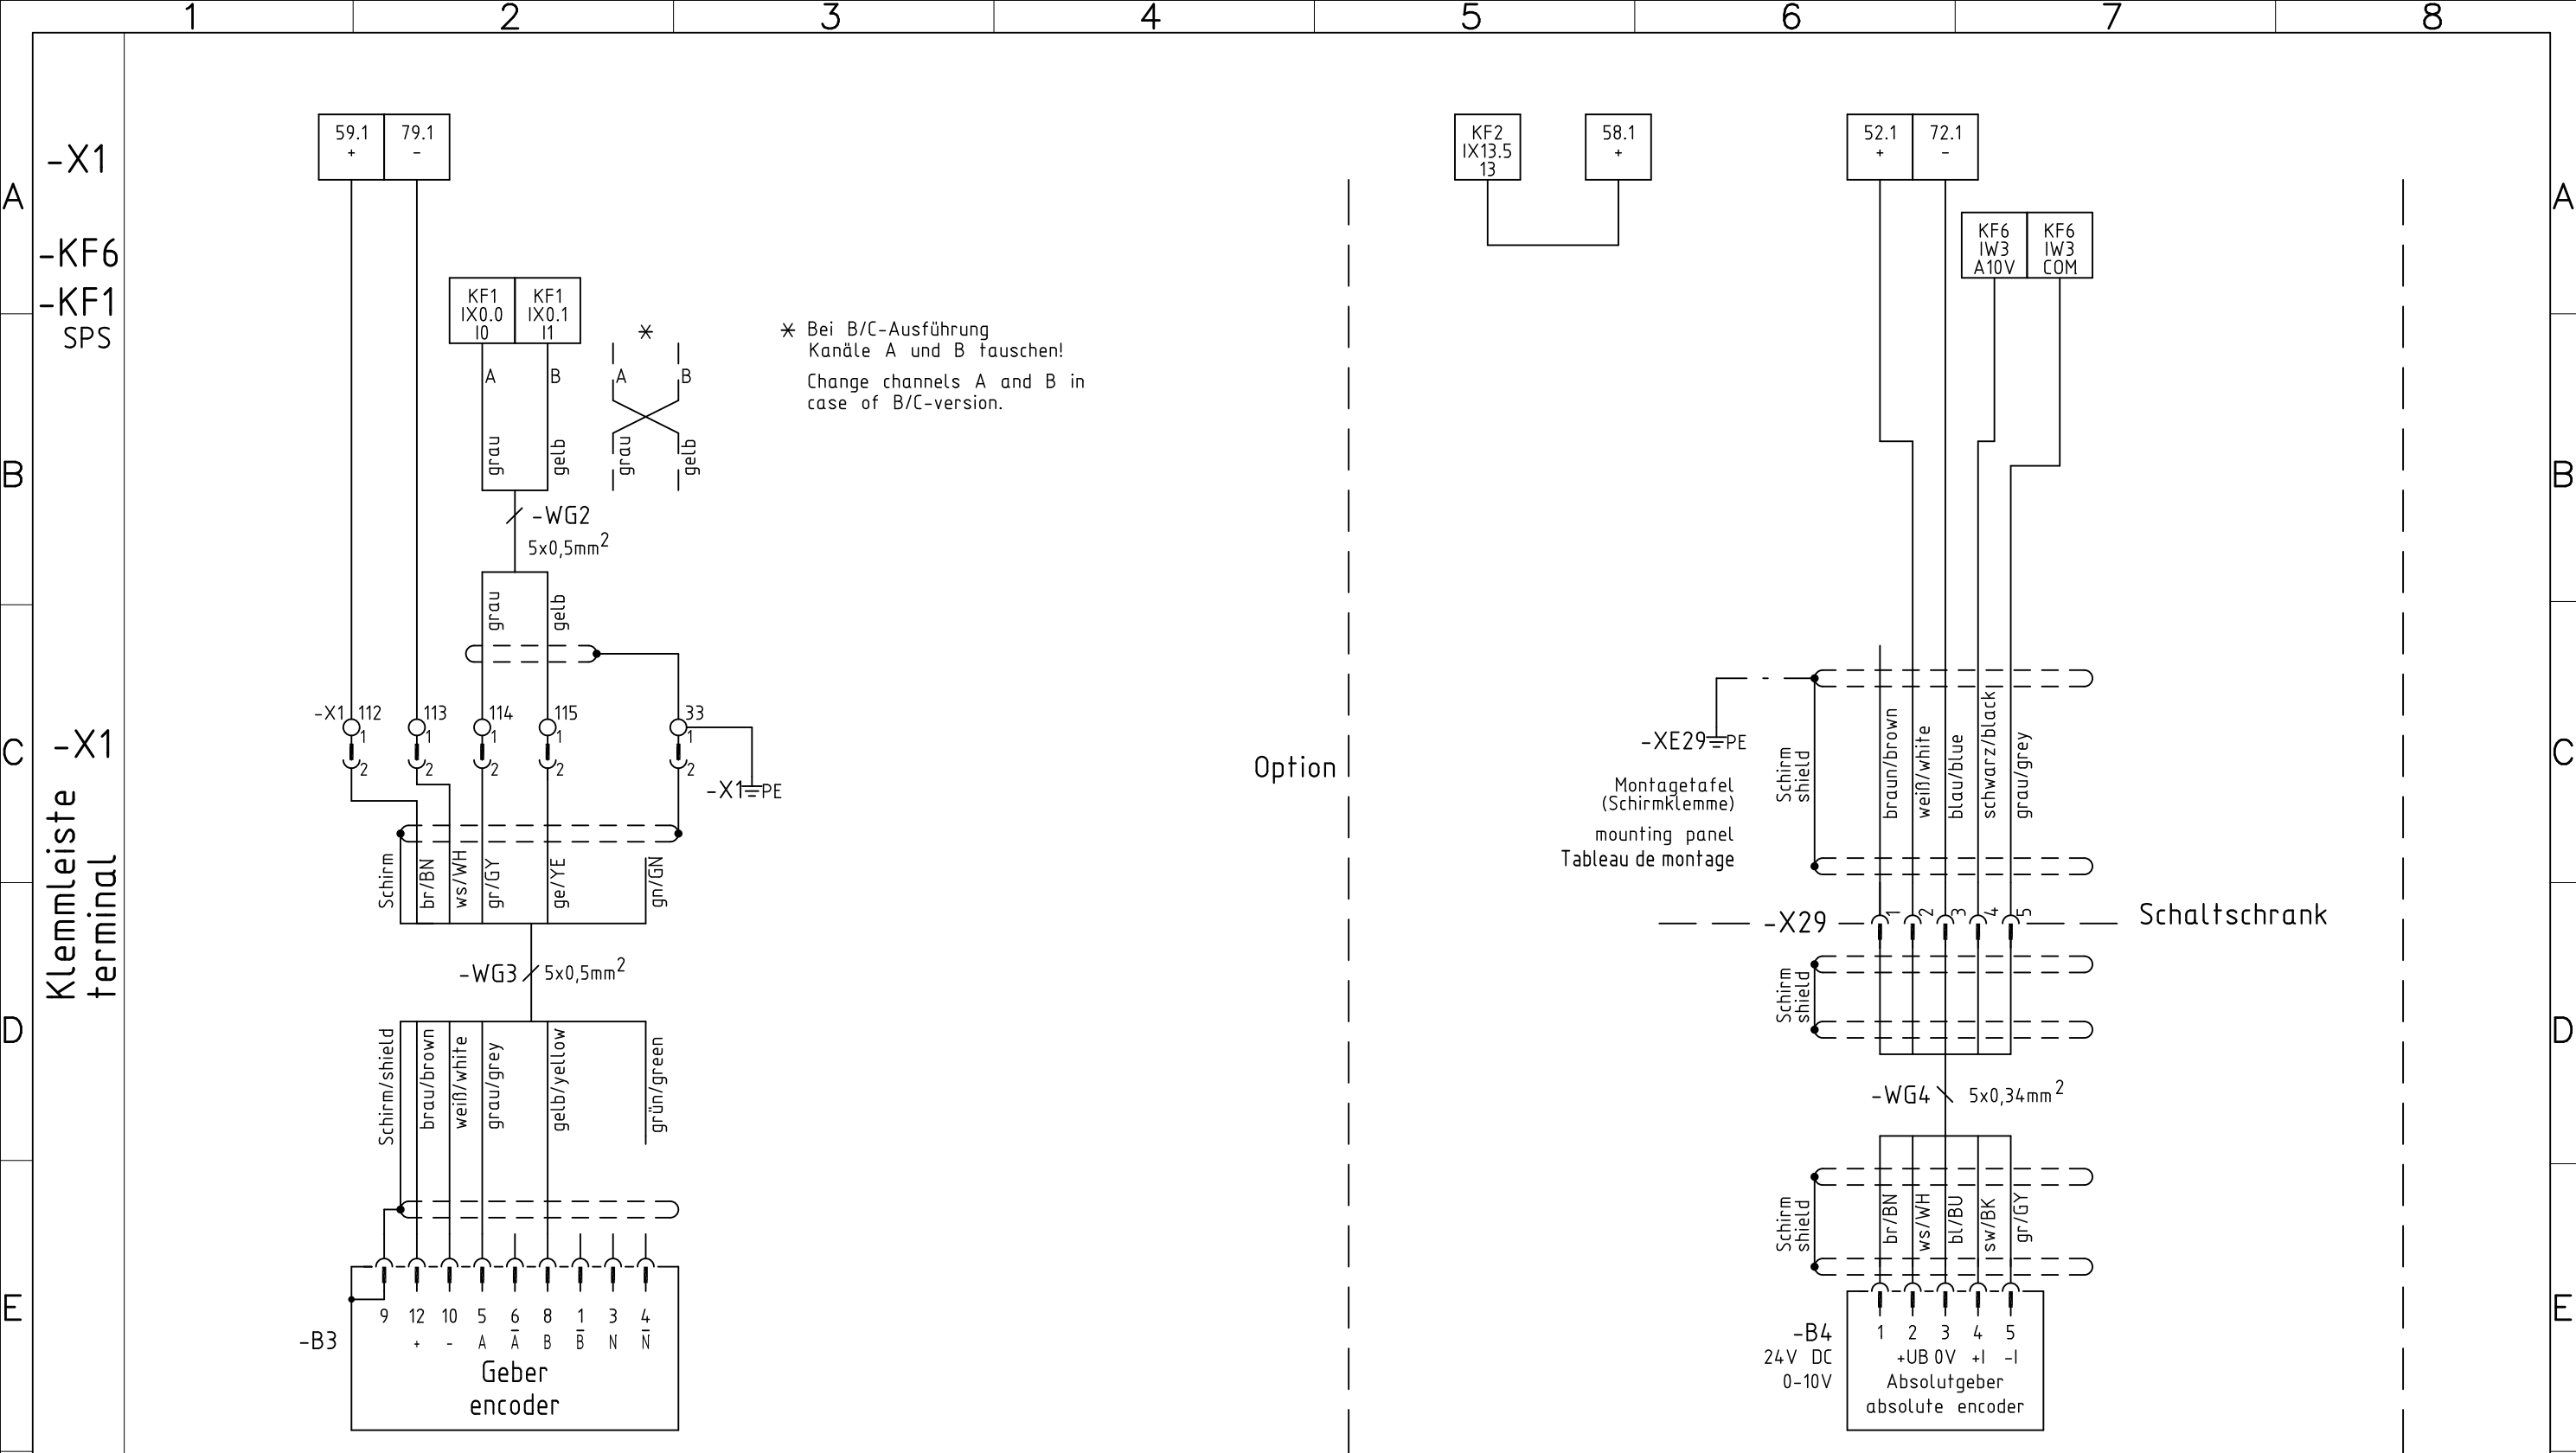 1 2 3 4 5 6 7 8
A
B
C
D
E
-X1
-KF6
-KF1
SPS
-X1
Klemmleiste
terminal
59.1
+
79.1
-
KF1
IX0.0
I0
KF1
IX0.1
I1
A
B
grau
gelb
*
A
B
grau
gelb
* Bei B/C-Ausführung
Kanäle A und B tauschen!
Change channels A and B in
case of B/C-version.
-WG2
5x0,5mm²
grau
gelb
-X1 112 113 114 115 33
1 1 1 1 1
2 2 2 2 2
-X1 PE
Schirm
br/BN
ws/WH
gr/GY
ge/YE
gn/GN
-WG3 5x0,5mm²
Schirm/shield
brau/brown
weiß/white
grau/grey
gelb/yellow
grün/green
9 12 10 5 6 8 1 3 4
+ - A A̅ B B̅ N N̅
-B3
Geber
encoder
Option
KF2
IX13.5
13
58.1
+
52.1
+
72.1
-
KF6
IW3
A10V
KF6
IW3
COM
-XE29 PE
Montagetafel
(Schirmklemme)
mounting panel
Tableau de montage
Schirm
shield
braun/brown
weiß/white
blau/blue
schwarz/black
grau/grey
-X29 1 2 3 4 5 Schaltschrank
Schirm
shield
-WG4 5x0,34mm²
Schirm
shield
br/BN
ws/WH
bl/BU
sw/BK
gr/GY
-B4
24V DC
0-10V
1 2 3 4 5
+UB 0V +I -I
Absolutgeber
absolute encoder
A
B
C
D
E